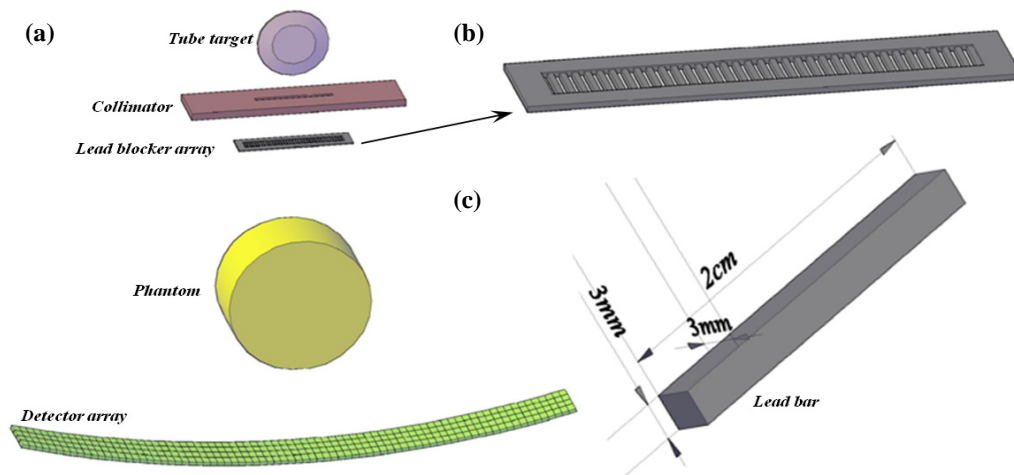 (a)
Tube target
Collimator
Lead blocker array
Phantom
Detector array
(b)
(c)
2cm
3mm
3mm
Lead bar